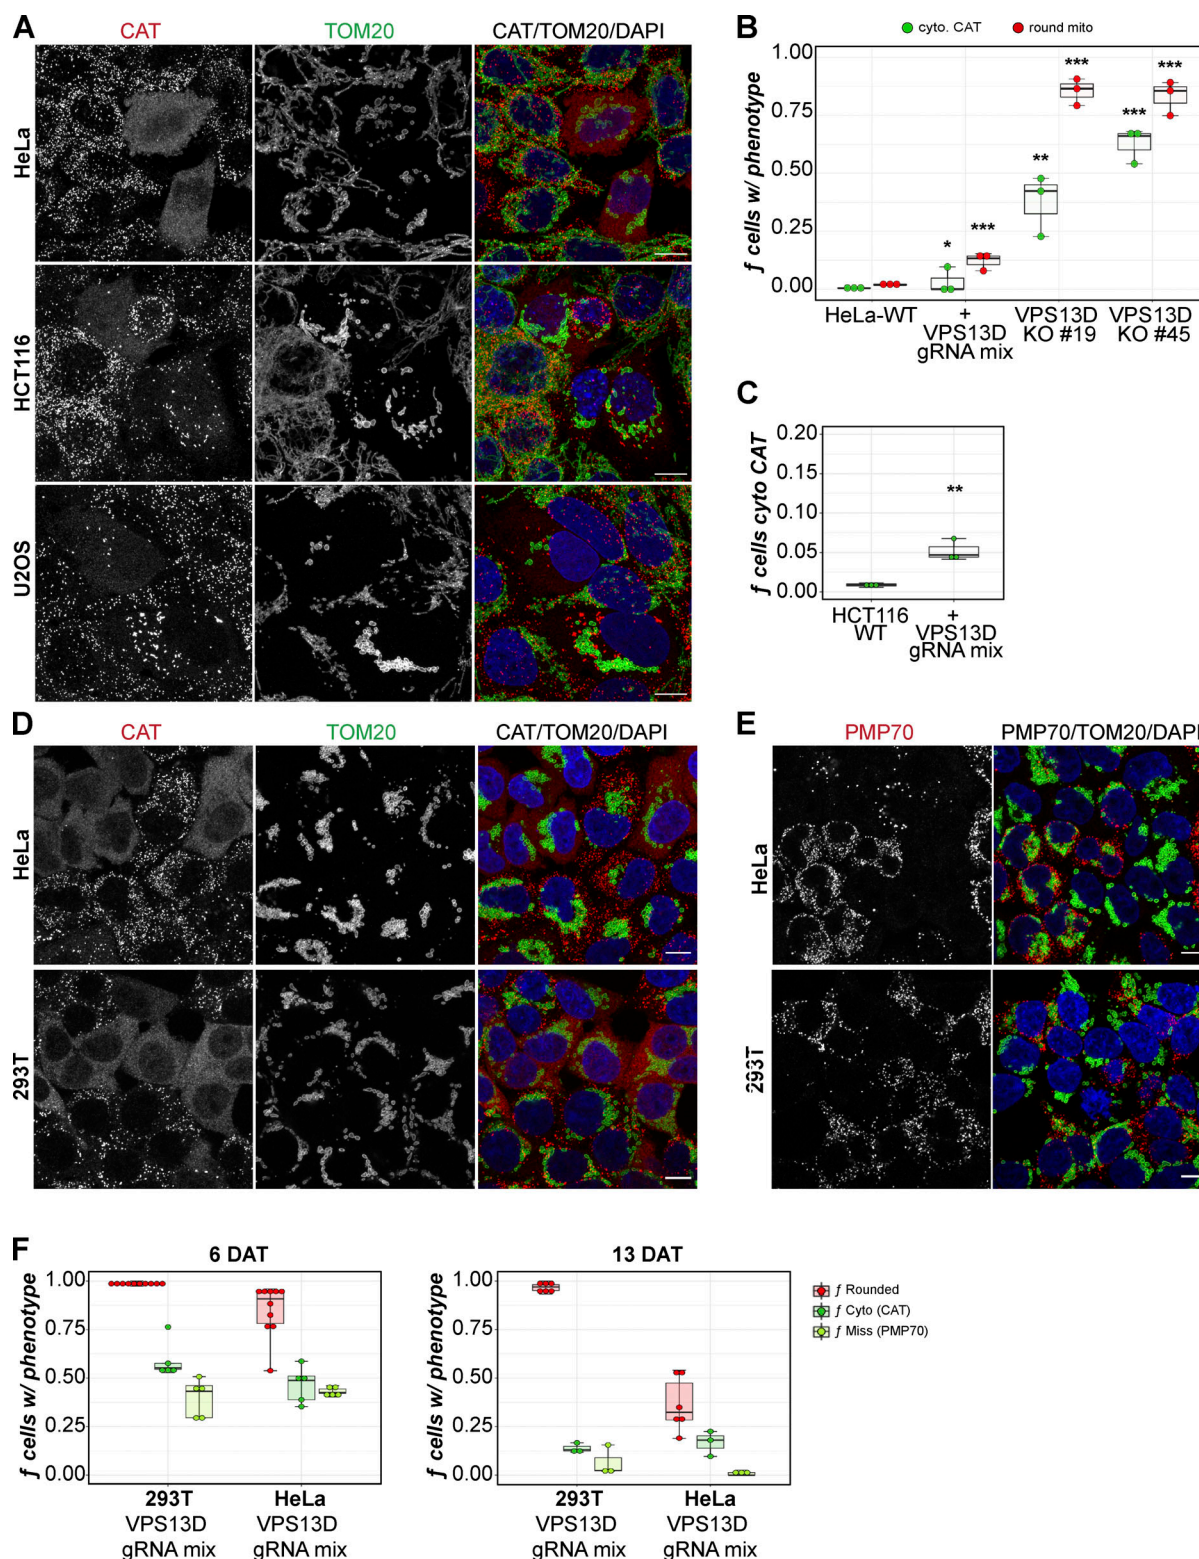 A
CAT
TOM20
CAT/TOM20/DAPI
HeLa
HCT116
U2OS
B
cyto. CAT
round mito
ƒ cells w/ phenotype
1.00
0.75
0.50
0.25
0.00
*
***
**
***
***
***
HeLa-WT
+
VPS13D
gRNA mix
VPS13D
KO #19
VPS13D
KO #45
C
ƒ cells cyto CAT
0.20
0.15
0.10
0.05
0.00
**
HCT116
WT
+
VPS13D
gRNA mix
D
CAT
TOM20
CAT/TOM20/DAPI
HeLa
293T
E
PMP70
PMP70/TOM20/DAPI
HeLa
293T
F
6 DAT
ƒ cells w/ phenotype
1.00
0.75
0.50
0.25
0.00
293T
VPS13D
gRNA mix
HeLa
VPS13D
gRNA mix
13 DAT
ƒ cells w/ phenotype
1.00
0.75
0.50
0.25
0.00
293T
VPS13D
gRNA mix
HeLa
VPS13D
gRNA mix
ƒ Rounded
ƒ Cyto (CAT)
ƒ Miss (PMP70)